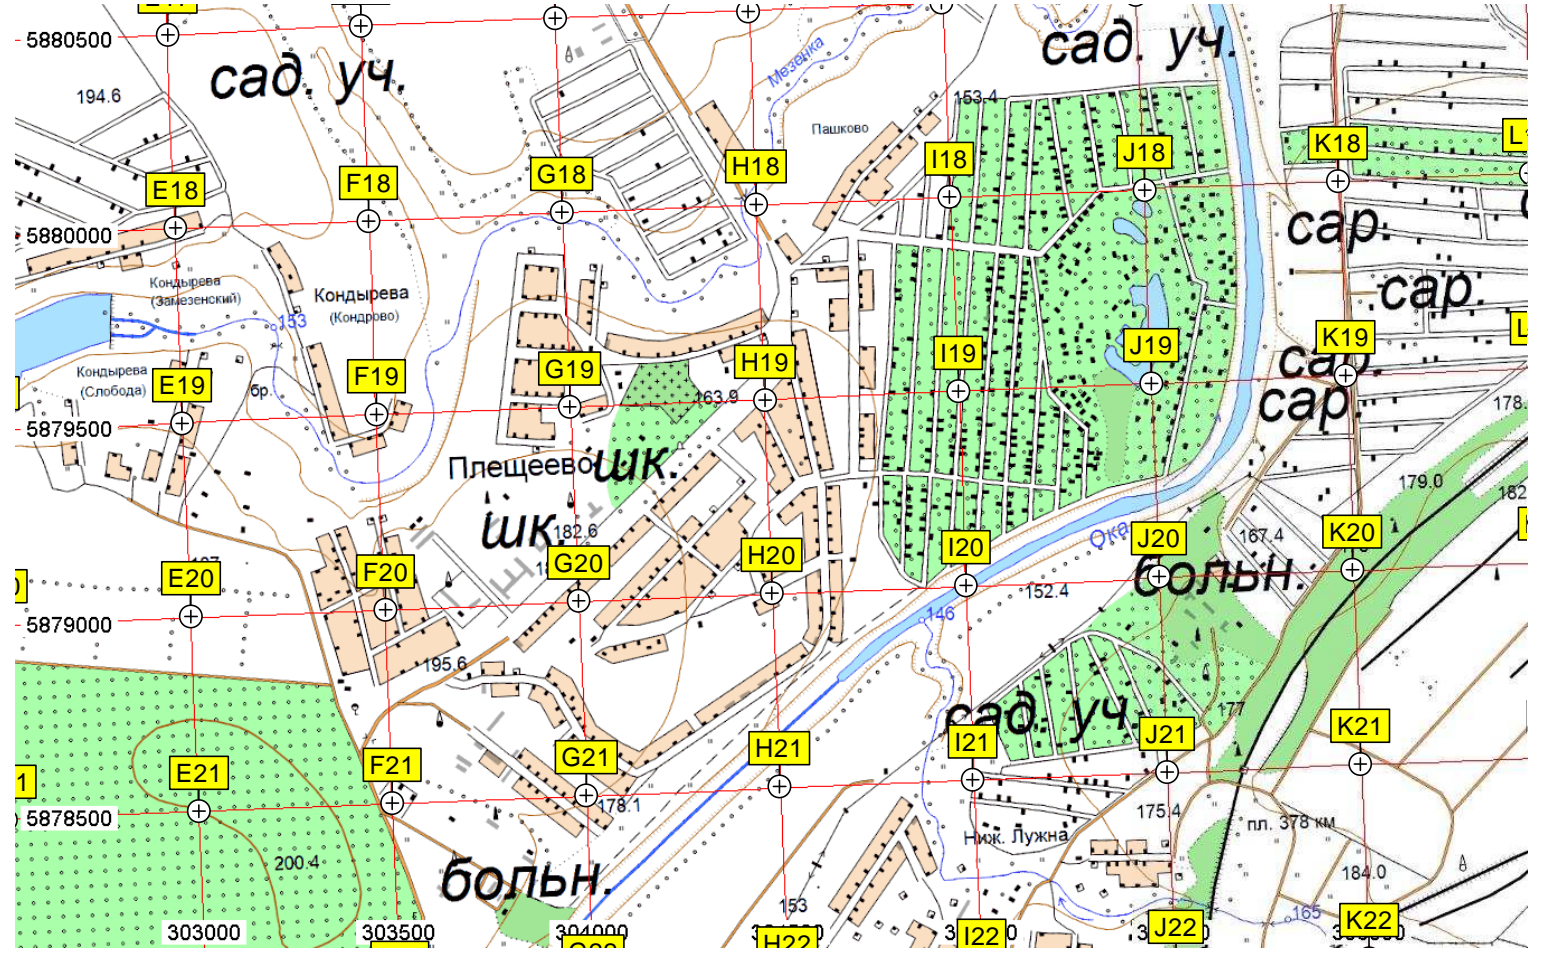 5880500
сад. уч.
сад. уч.
Мезенка
194.6
153.4
Пашково
E18
F18
G18
H18
I18
J18
K18
5880000
сар.
сар.
Кондырева
(Замезенский)
Кондырева
(Кондрово)
153
Кондырева
(Слобода)
бр.
E19
F19
G19
H19
I19
J19
K19
сар.
сар.
163.9
178.
5879500
Плещеево
шк.
шк.
179.0
182
182.6
Ока
167.4
E20
F20
G20
H20
I20
J20
K20
больн.
152.4
146
5879000
195.6
177
сад. уч.
E21
F21
G21
H21
I21
J21
K21
5878500
178.1
175.4
пл. 378 км
Ниж. Лужна
200.4
больн.
184.0
153
165
303000
303500
304000
H22
I22
J22
K22